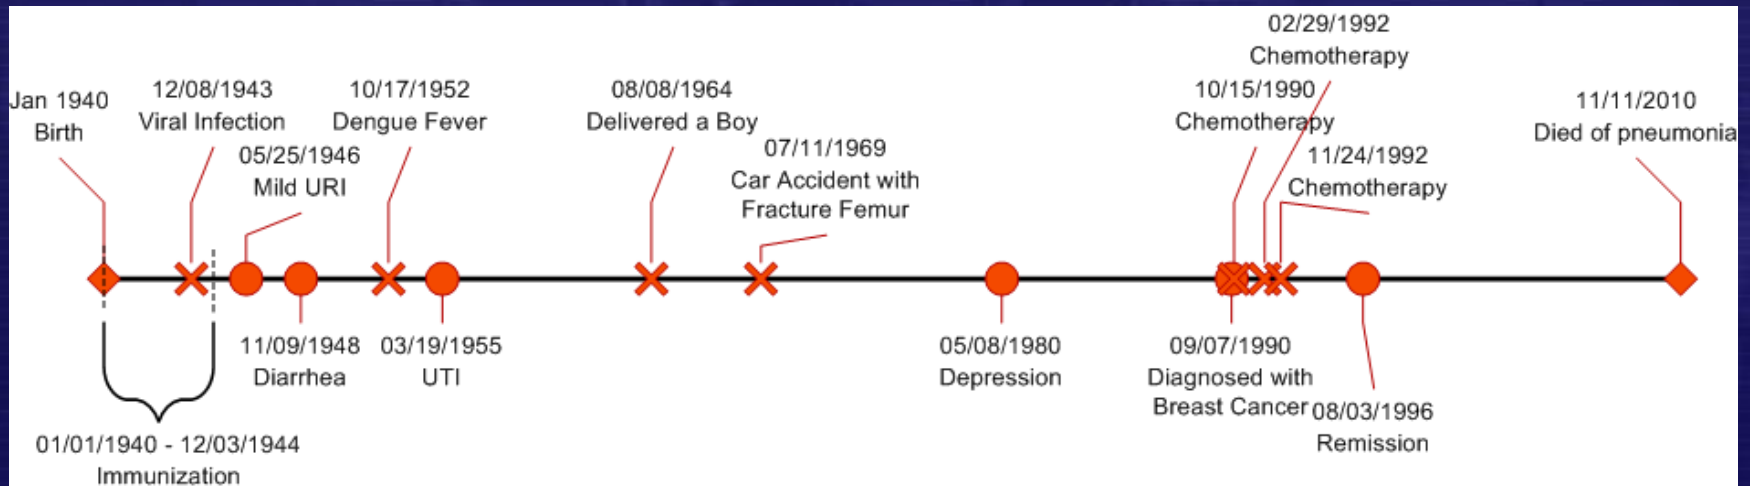 Jan 1940
Birth
12/08/1943
Viral Infection
05/25/1946
Mild URI
10/17/1952
Dengue Fever
08/08/1964
Delivered a Boy
07/11/1969
Car Accident with
Fracture Femur
02/29/1992
Chemotherapy
10/15/1990
Chemotherapy
11/24/1992
Chemotherapy
11/11/2010
Died of pneumonia
11/09/1948
Diarrhea
03/19/1955
UTI
05/08/1980
Depression
09/07/1990
Diagnosed with
Breast Cancer
08/03/1996
Remission
01/01/1940 - 12/03/1944
Immunization